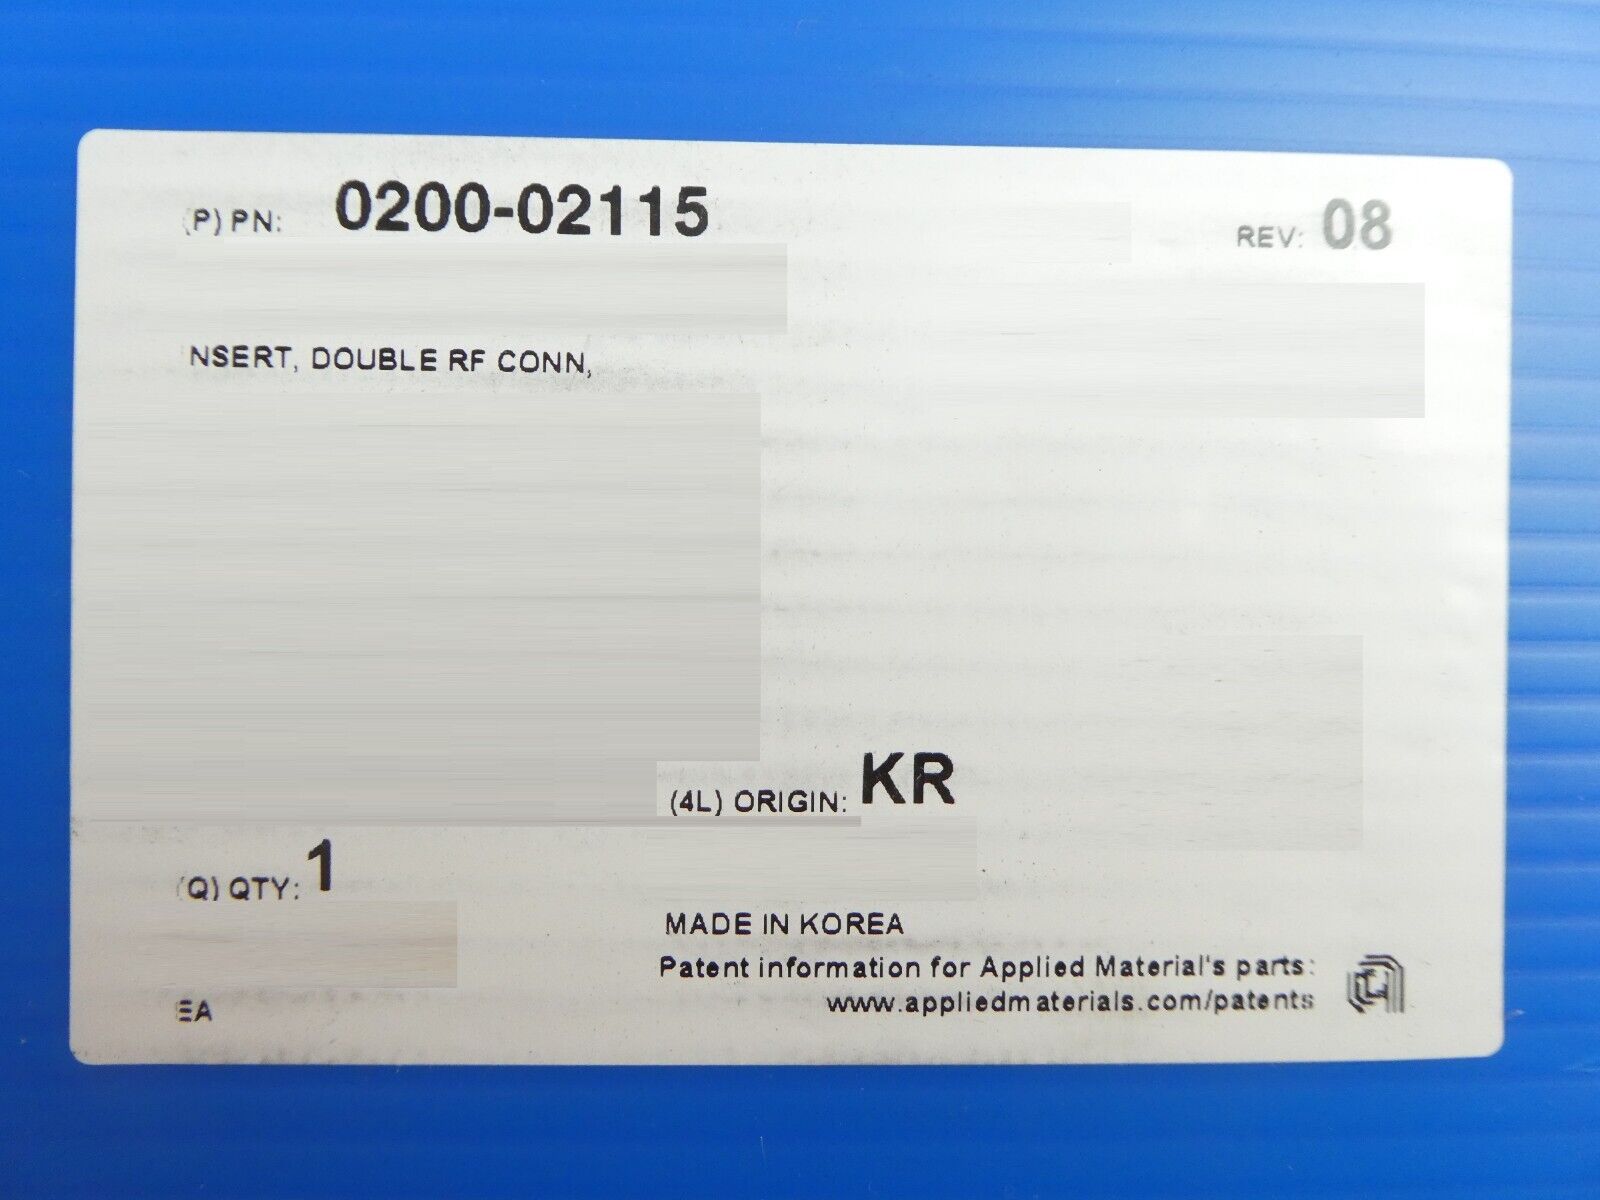 (P) PN: 0200-02115
REV: 08
NSERT, DOUBLE RF CONN,
(4L) ORIGIN: KR
(Q) QTY: 1
MADE IN KOREA
Patent information for Applied Material's parts:
www.appliedmaterials.com/patents
EA